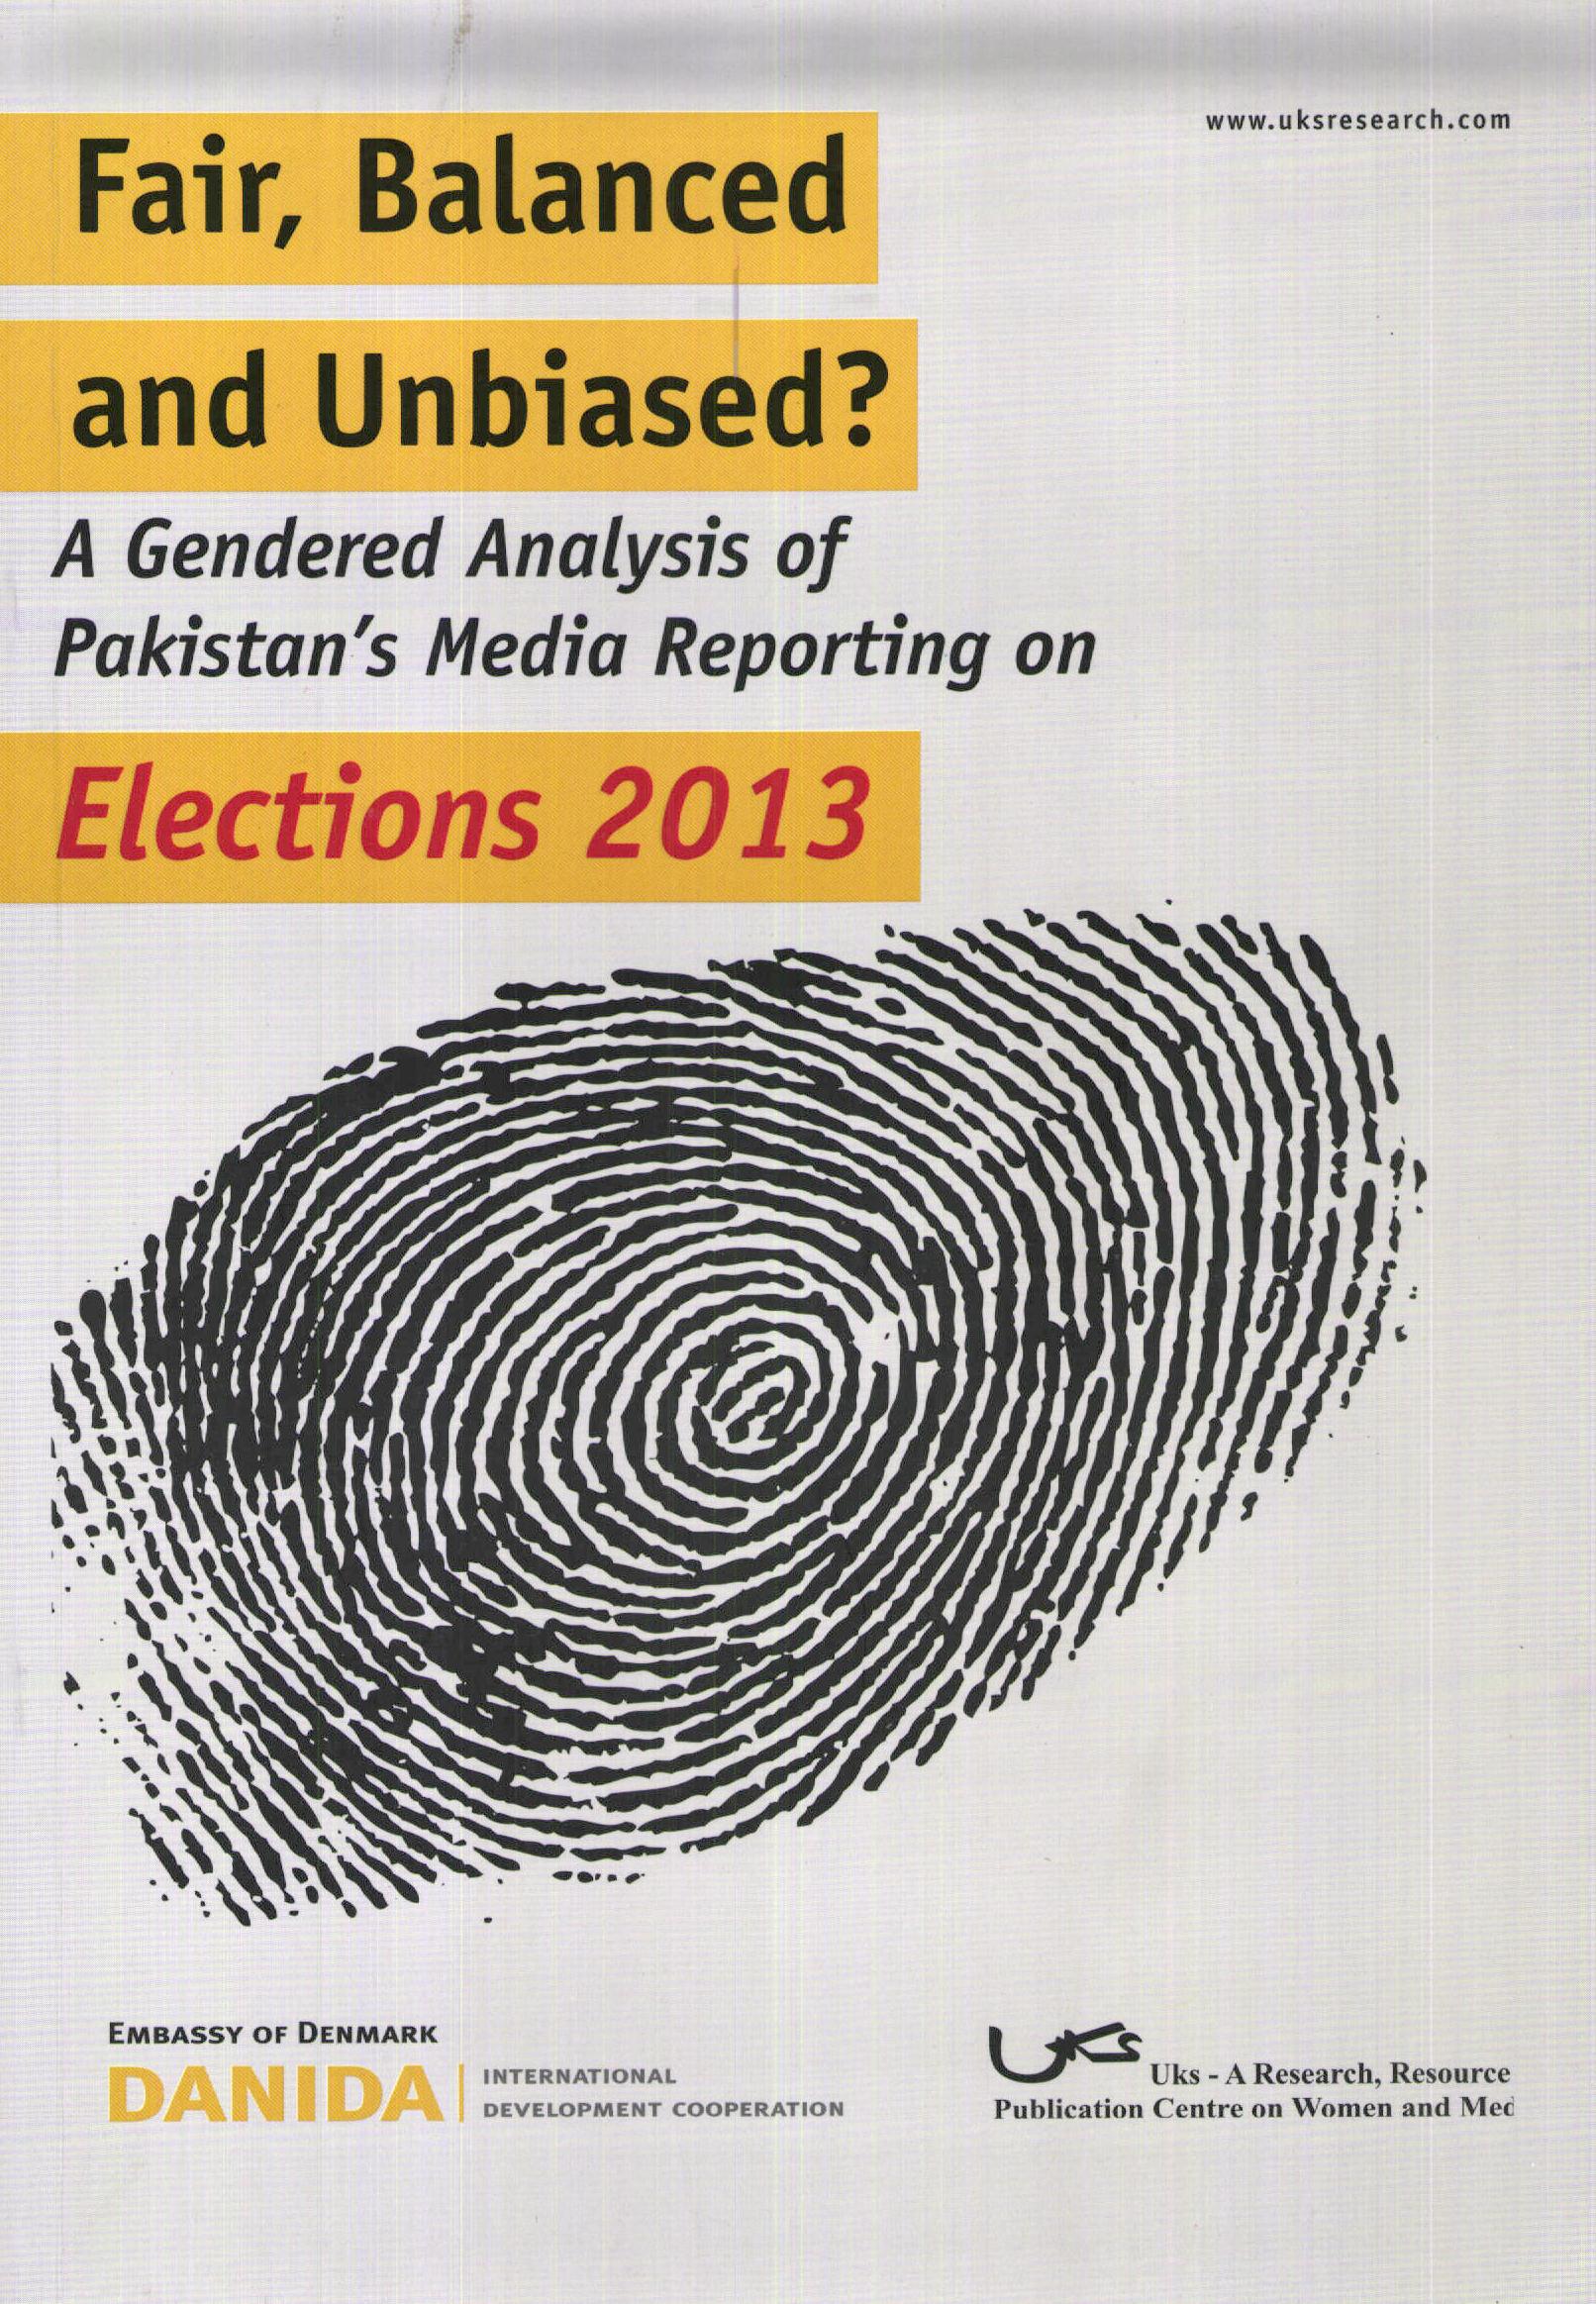 www.uksresearch.com
Fair, Balanced
and Unbiased?
A Gendered Analysis of
Pakistan's Media Reporting on
Elections 2013
EMBASSY OF DENMARK
DANIDA
INTERNATIONAL
DEVELOPMENT COOPERATION
Uks
Uks - A Research, Resource
Publication Centre on Women and Med